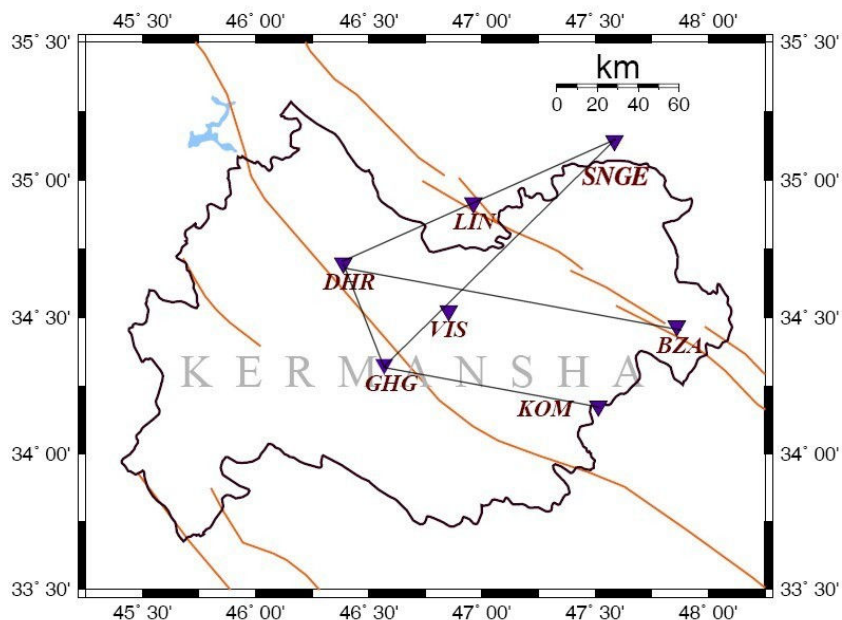 45˚ 30' 46˚ 00' 46˚ 30' 47˚ 00' 47˚ 30' 48˚ 00'
35˚ 30' 35˚ 30'
km
0 20 40 60
35˚ 00' SNGE 35˚ 00'
LIN
DHR
34˚ 30' VIS 34˚ 30'
BZA
KERMANSHA
GHG
KOM
34˚ 00' 34˚ 00'
33˚ 30' 33˚ 30'
45˚ 30' 46˚ 00' 46˚ 30' 47˚ 00' 47˚ 30' 48˚ 00'